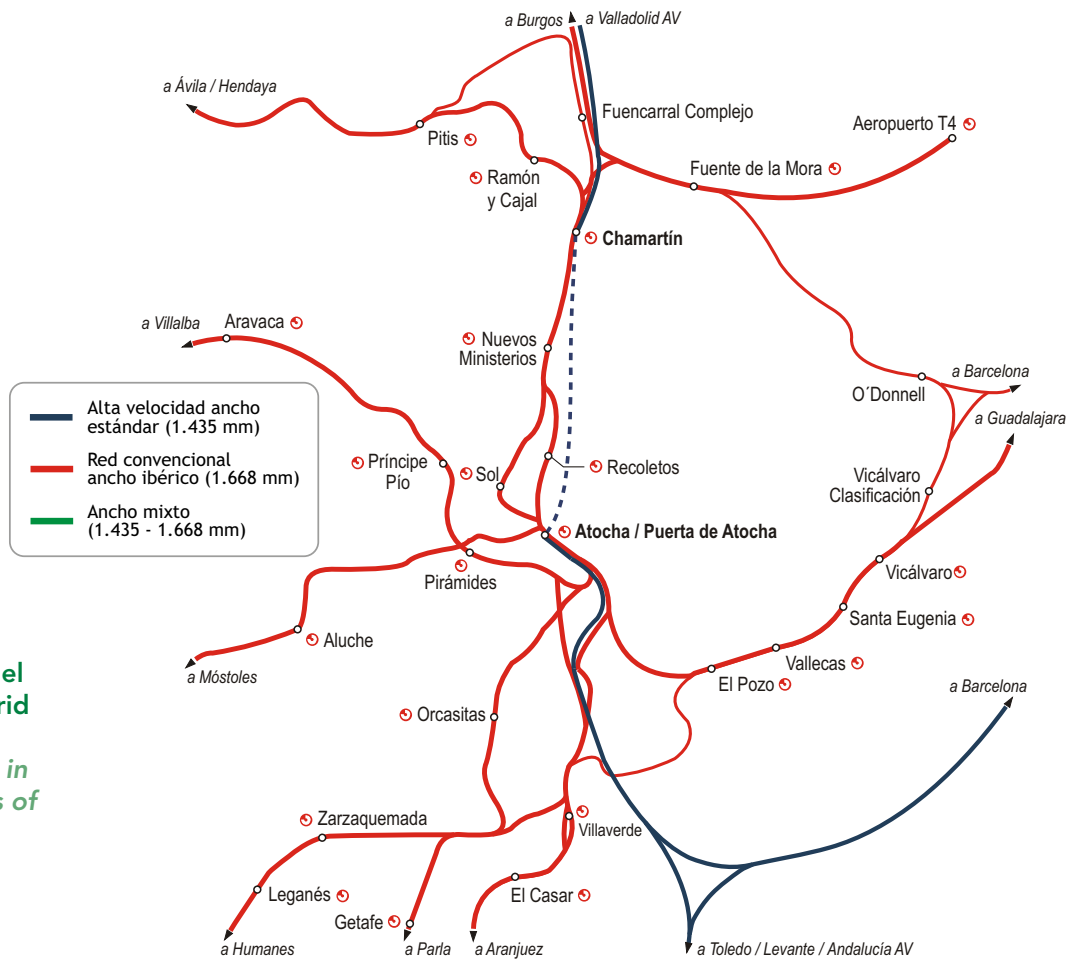 a Burgos
a Valladolid AV
a Ávila / Hendaya
Fuencarral Complejo
Aeropuerto T4
Pitis
Fuente de la Mora
Ramón
y Cajal
Chamartín
a Villalba
Aravaca
Nuevos
Ministerios
a Barcelona
O´Donnell
a Guadalajara
Alta velocidad ancho
estándar (1.435 mm)
Red convencional
ancho ibérico (1.668 mm)
Ancho mixto
(1.435 - 1.668 mm)
Príncipe
Pío
Sol
Recoletos
Vicálvaro
Clasificación
Atocha / Puerta de Atocha
Pirámides
Vicálvaro
Santa Eugenia
Aluche
a Móstoles
Vallecas
El Pozo
a Barcelona
el
rid
in
s of
Orcasitas
Zarzaquemada
Villaverde
Leganés
El Casar
Getafe
a Humanes
a Parla
a Aranjuez
a Toledo / Levante / Andalucía AV